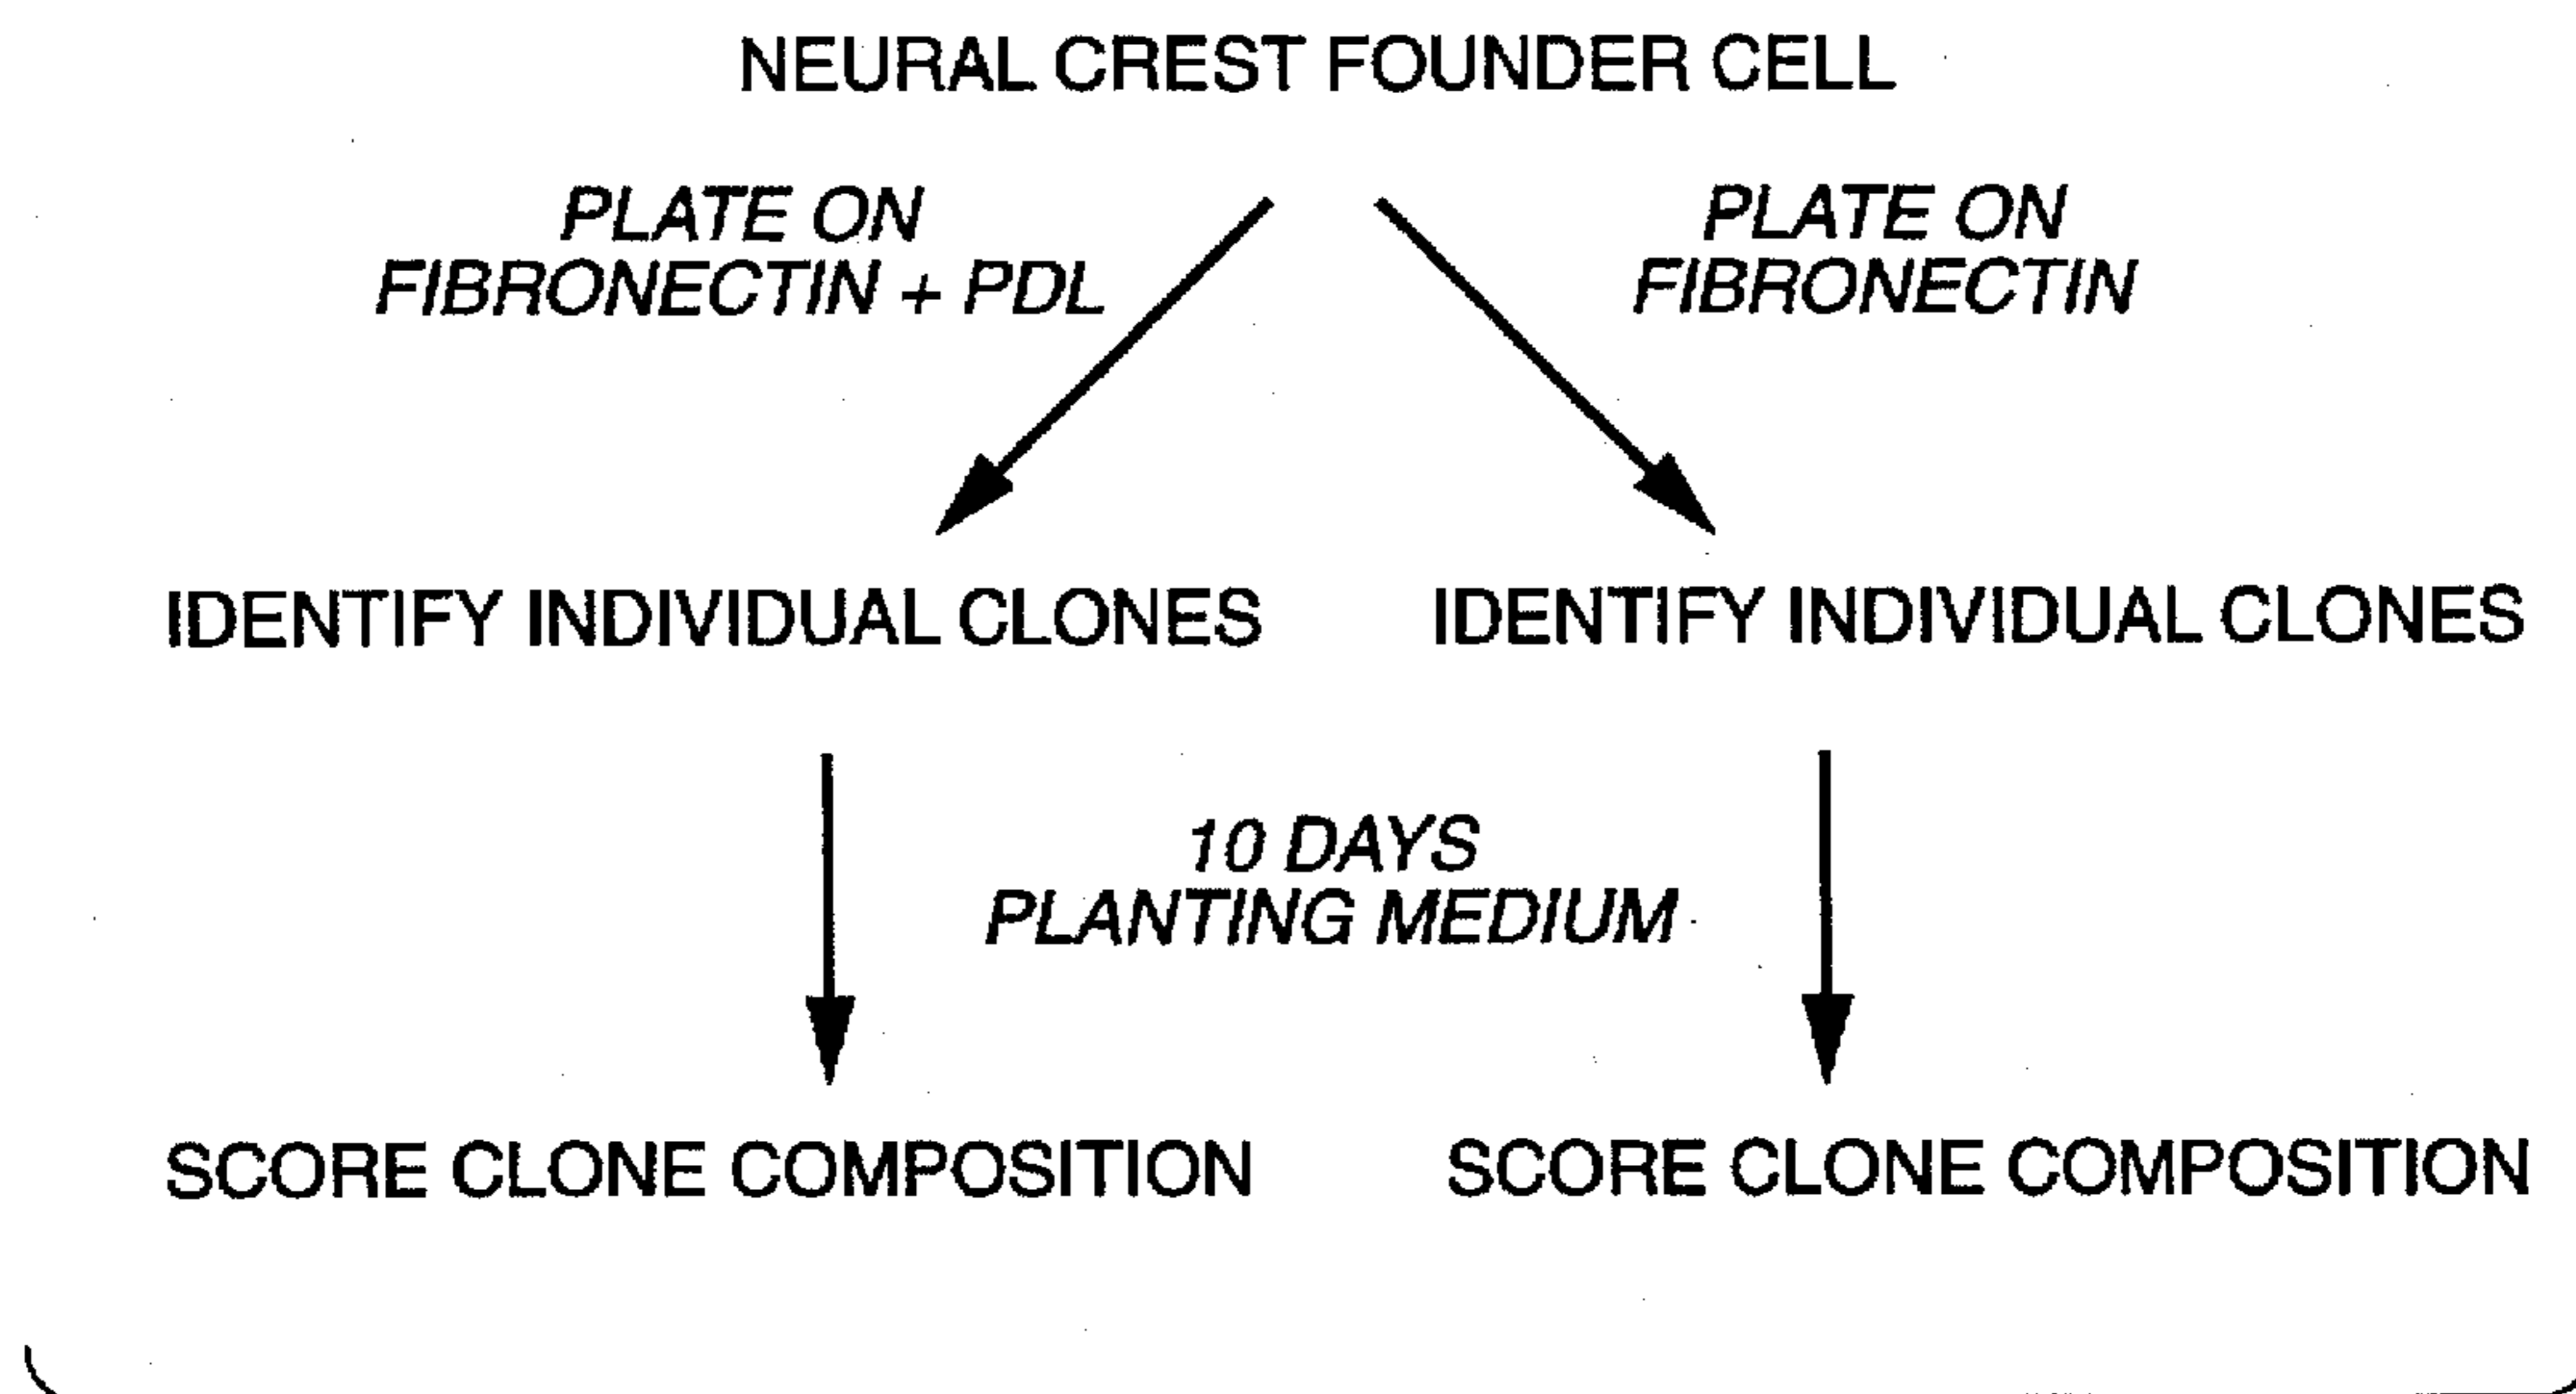 NEURAL CREST FOUNDER CELL
PLATE ON
FIBRONECTIN + PDL
PLATE ON
FIBRONECTIN
IDENTIFY INDIVIDUAL CLONES
IDENTIFY INDIVIDUAL CLONES
10 DAYS
PLANTING MEDIUM
SCORE CLONE COMPOSITION
SCORE CLONE COMPOSITION